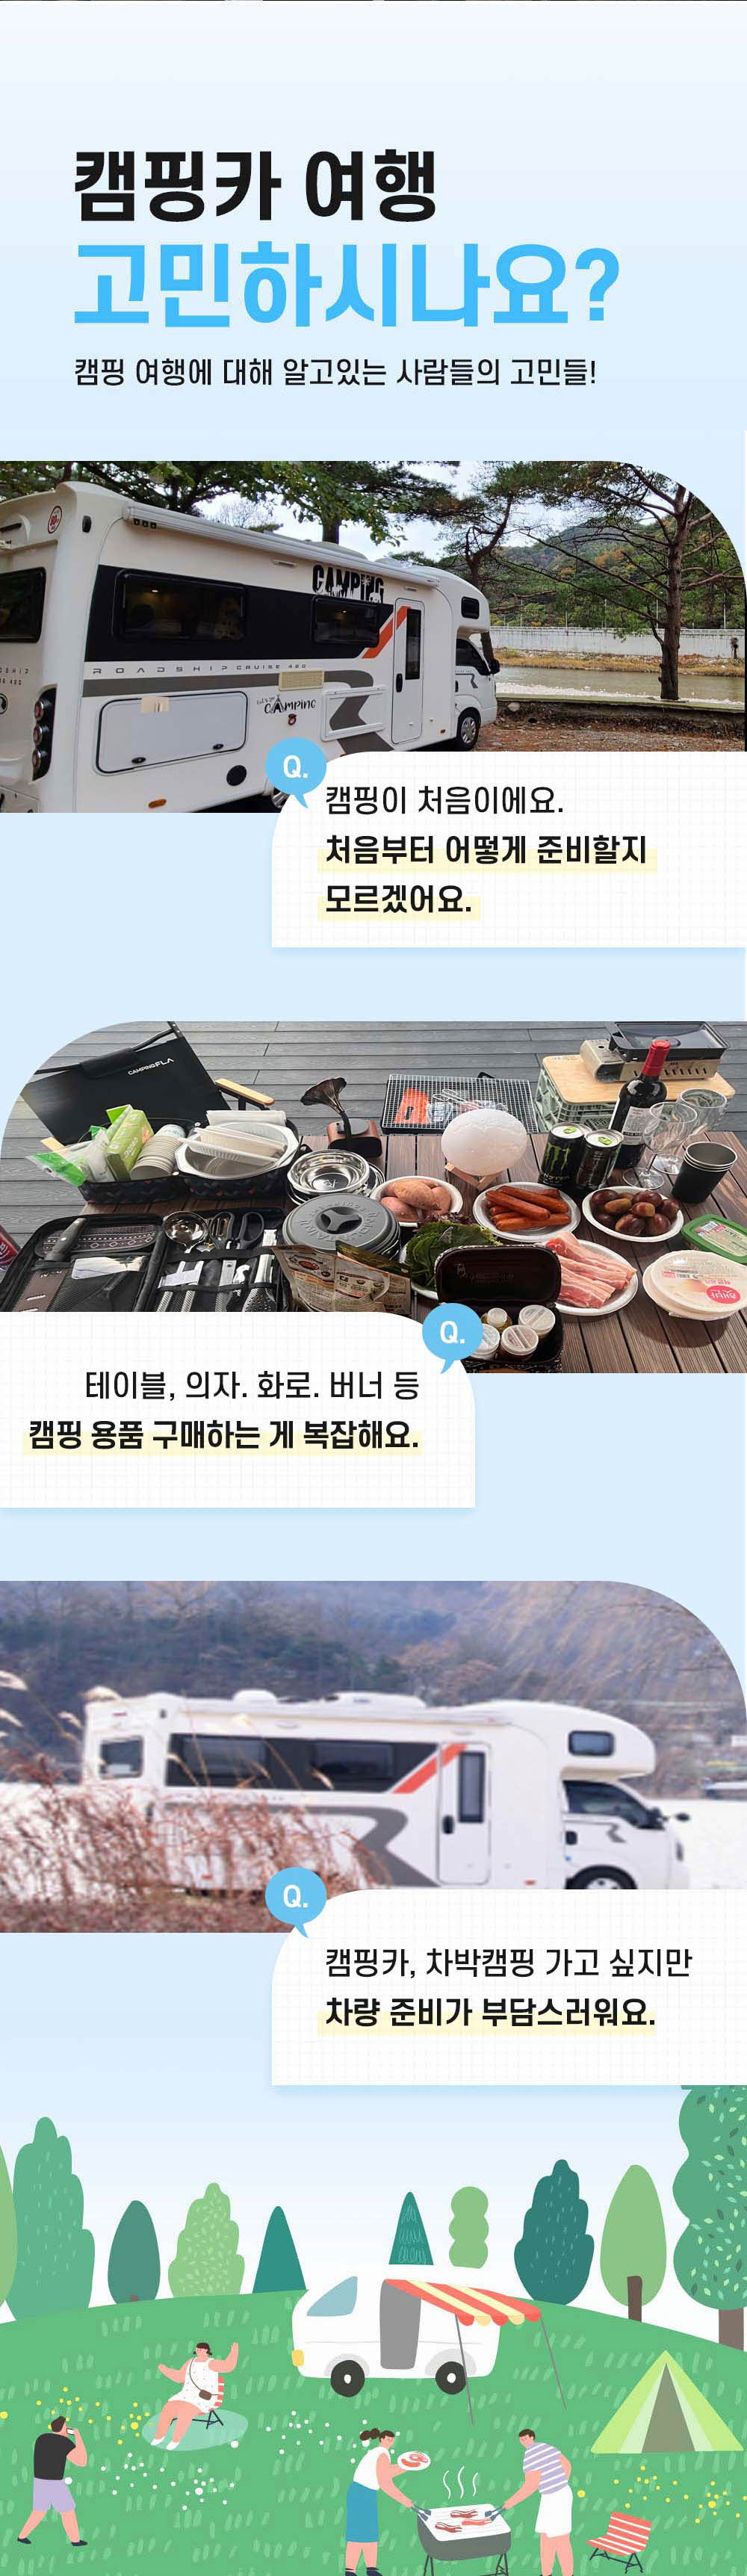 캠핑카 여행
고민하시나요?
캠핑 여행에 대해 알고있는 사람들의 고민들!
CAMPING
ROADSHIP CRUISE 420
CAMPING
Q.
캠핑이 처음이에요.
처음부터 어떻게 준비할지
모르겠어요.
CAMPING FLA
Q.
테이블, 의자. 화로. 버너 등
캠핑 용품 구매하는 게 복잡해요.
Q.
캠핑카, 차박캠핑 가고 싶지만
차량 준비가 부담스러워요.